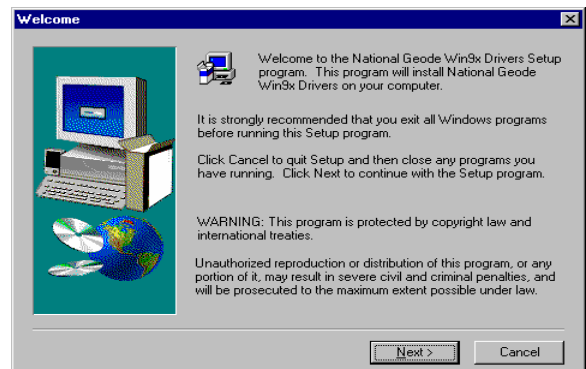 Welcome
Welcome to the National Geode Win9x Drivers Setup
program. This program will install National Geode
Win9x Drivers on your computer.
It is strongly recommended that you exit all Windows programs
before running this Setup program.
Click Cancel to quit Setup and then close any programs you
have running. Click Next to continue with the Setup program.
WARNING: This program is protected by copyright law and
international treaties.
Unauthorized reproduction or distribution of this program, or any
portion of it, may result in severe civil and criminal penalties, and
will be prosecuted to the maximum extent possible under law.
Next >
Cancel